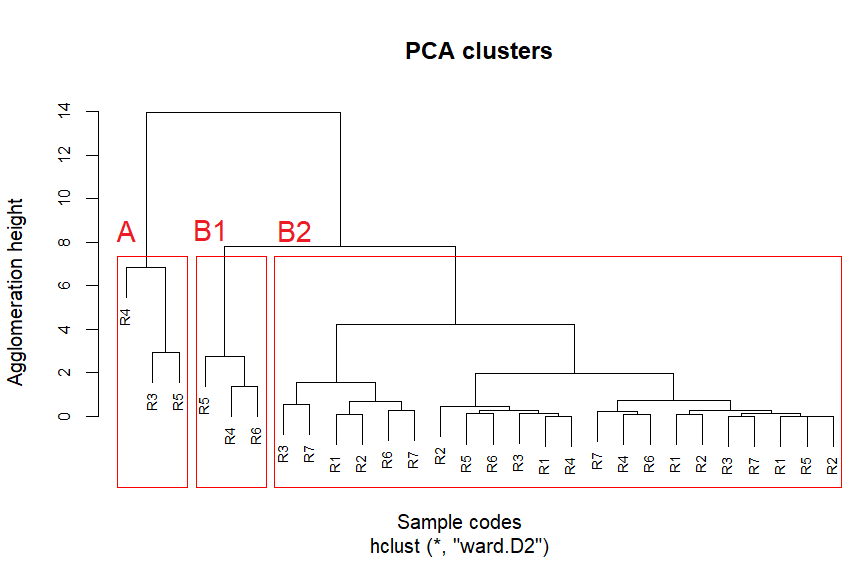 PCA clusters
Agglomeration height
14
12
10
8
6
4
2
0
A
B1
B2
R4
R3
R5
R5
R4
R6
R3
R7
R1
R2
R6
R7
R2
R5
R6
R3
R1
R4
R7
R4
R6
R1
R2
R3
R7
R1
R5
R2
Sample codes
hclust (*, "ward.D2")